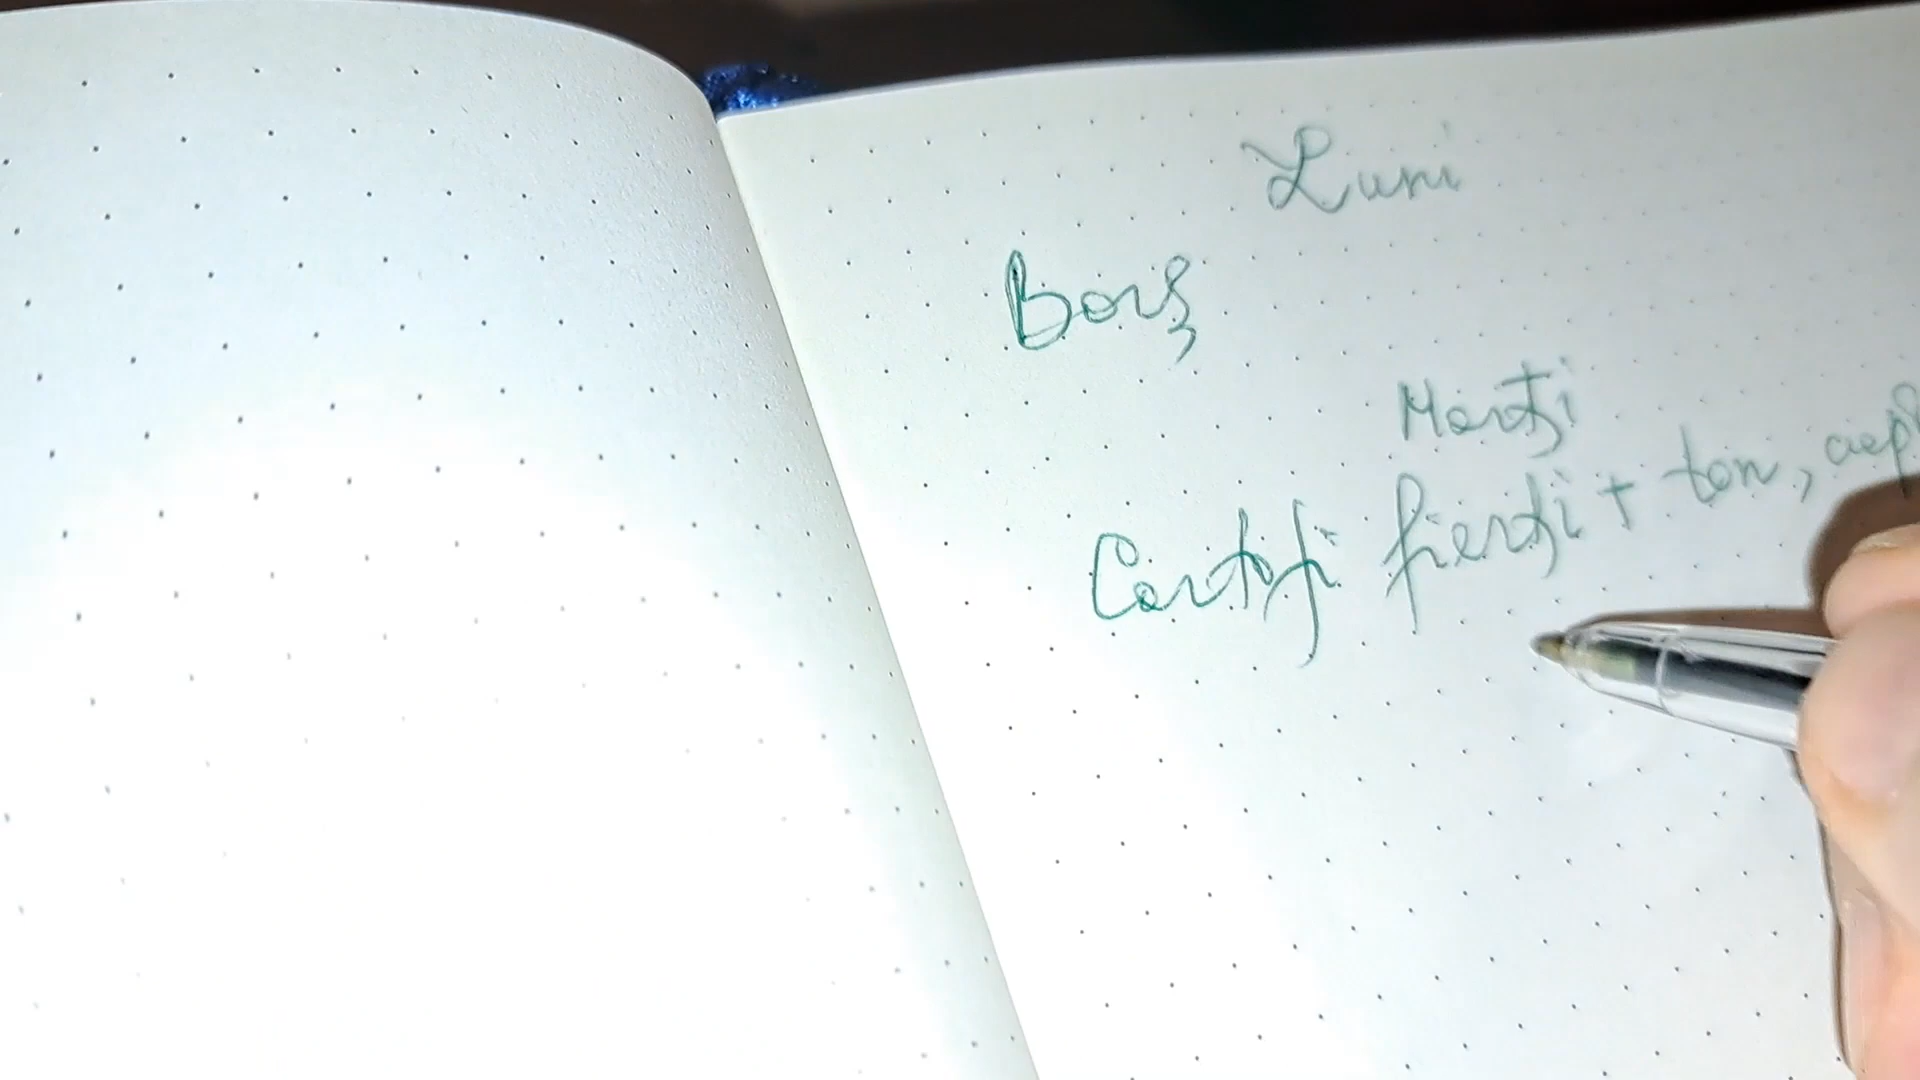 Luni
Borș
Marți
Cartofi fierți + ton,